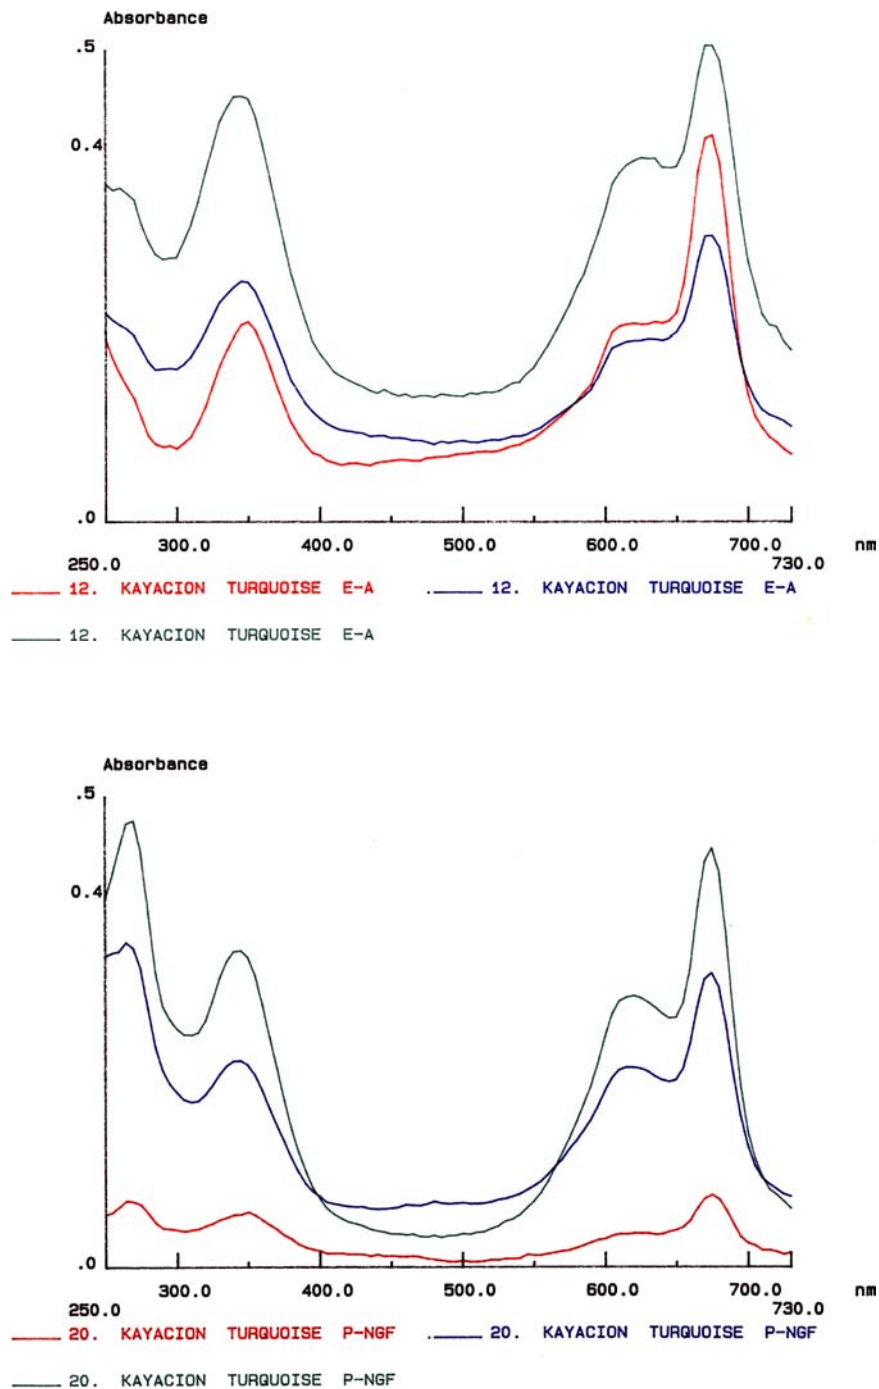 Absorbance
.5
0.4
.0
300.0 400.0 500.0 600.0 700.0 nm
250.0 730.0
12. KAYACION TURQUOISE E-A 12. KAYACION TURQUOISE E-A
12. KAYACION TURQUOISE E-A
Absorbance
.5
0.4
.0
300.0 400.0 500.0 600.0 700.0 nm
250.0 730.0
20. KAYACION TURQUOISE P-NGF 20. KAYACION TURQUOISE P-NGF
20. KAYACION TURQUOISE P-NGF